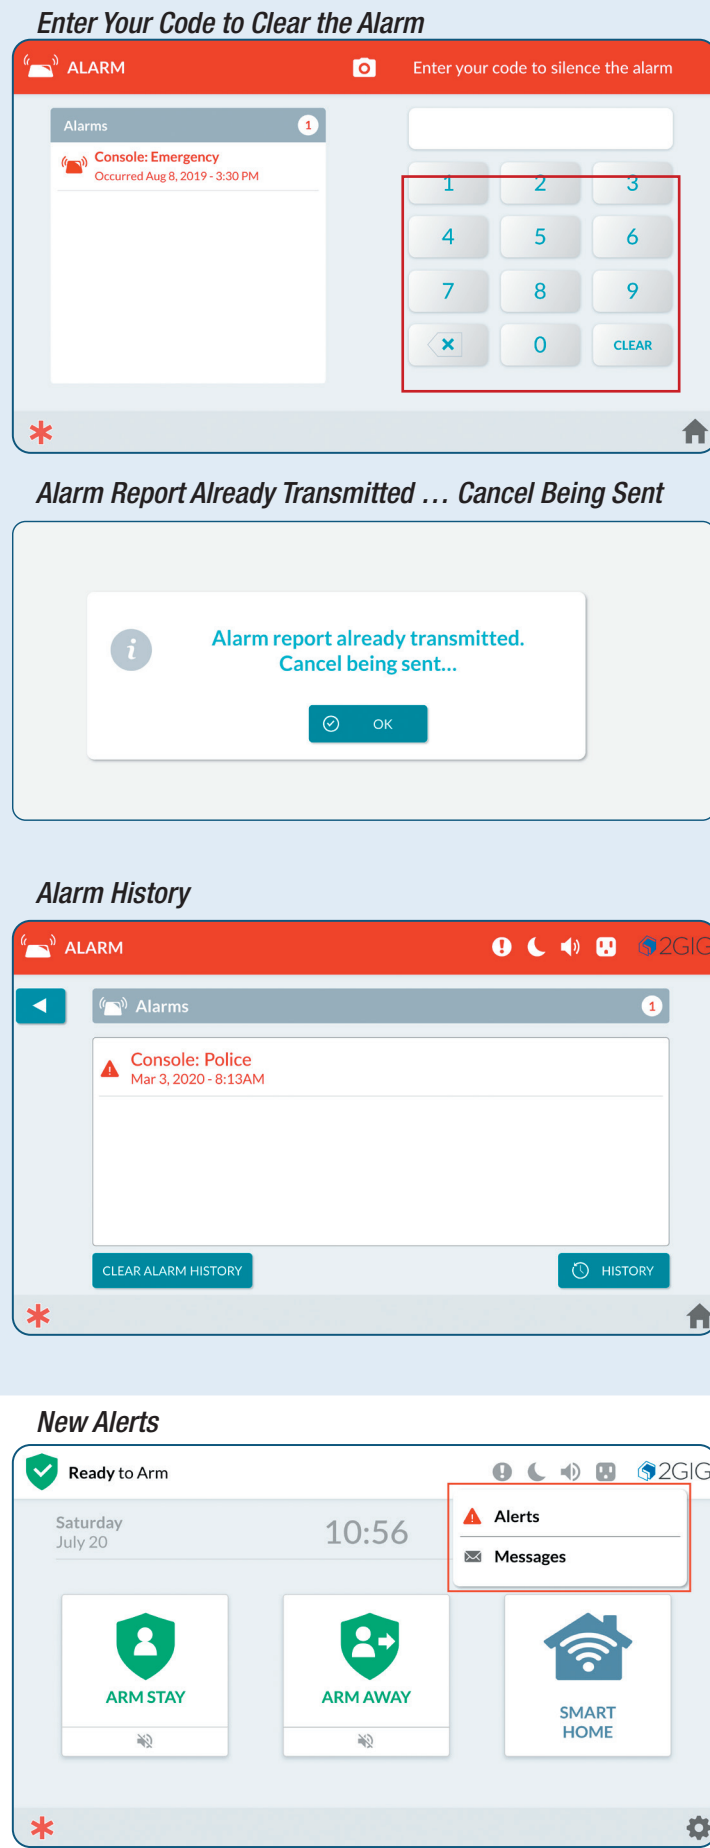 Enter Your Code to Clear the Alarm
ALARM
Enter your code to silence the alarm
Alarms 1
Console: Emergency
Occurred Aug 8, 2019 - 3:30 PM
1 2 3
4 5 6
7 8 9
0 CLEAR
Alarm Report Already Transmitted … Cancel Being Sent
i
Alarm report already transmitted.
Cancel being sent...
OK
Alarm History
ALARM
2GIG
Alarms 1
Console: Police
Mar 3, 2020 - 8:13AM
CLEAR ALARM HISTORY
HISTORY
New Alerts
Ready to Arm
2GIG
Saturday
July 20
10:56
Alerts
Messages
ARM STAY
ARM AWAY
SMART
HOME